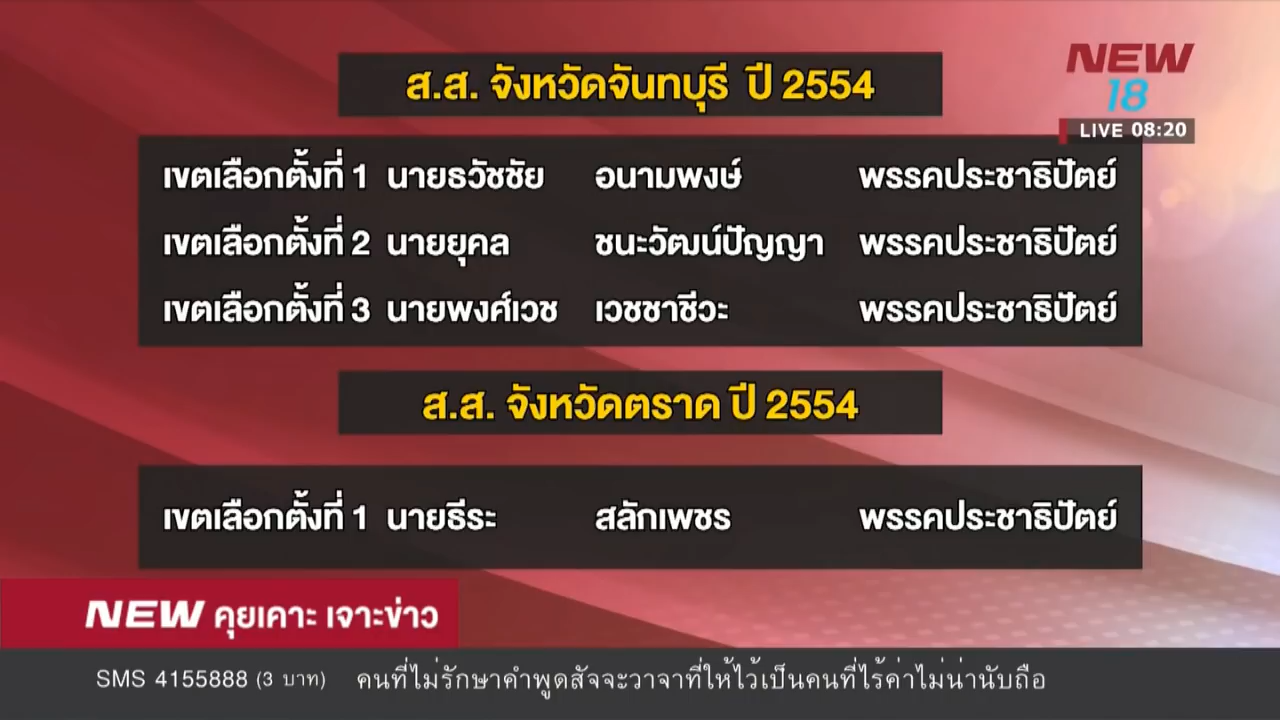 ส.ส. จังหวัดจันทบุรี ปี 2554
NEW
18
LIVE 08:20
เขตเลือกตั้งที่ 1 นายธวัชชัย อนามพงษ์ พรรคประชาธิปัตย์
เขตเลือกตั้งที่ 2 นายยุคล ชนะวัฒน์ปัญญา พรรคประชาธิปัตย์
เขตเลือกตั้งที่ 3 นายพงศ์เวช เวชชาชีวะ พรรคประชาธิปัตย์
ส.ส. จังหวัดตราด ปี 2554
เขตเลือกตั้งที่ 1 นายธีระ สลักเพชร พรรคประชาธิปัตย์
NEW คุยเคาะ เจาะข่าว
SMS 4155888 (3 บาท) คนที่ไม่รักษาคำพูดสัจจะวาจาที่ให้ไว้เป็นคนที่ไร้ค่าไม่น่านับถือ